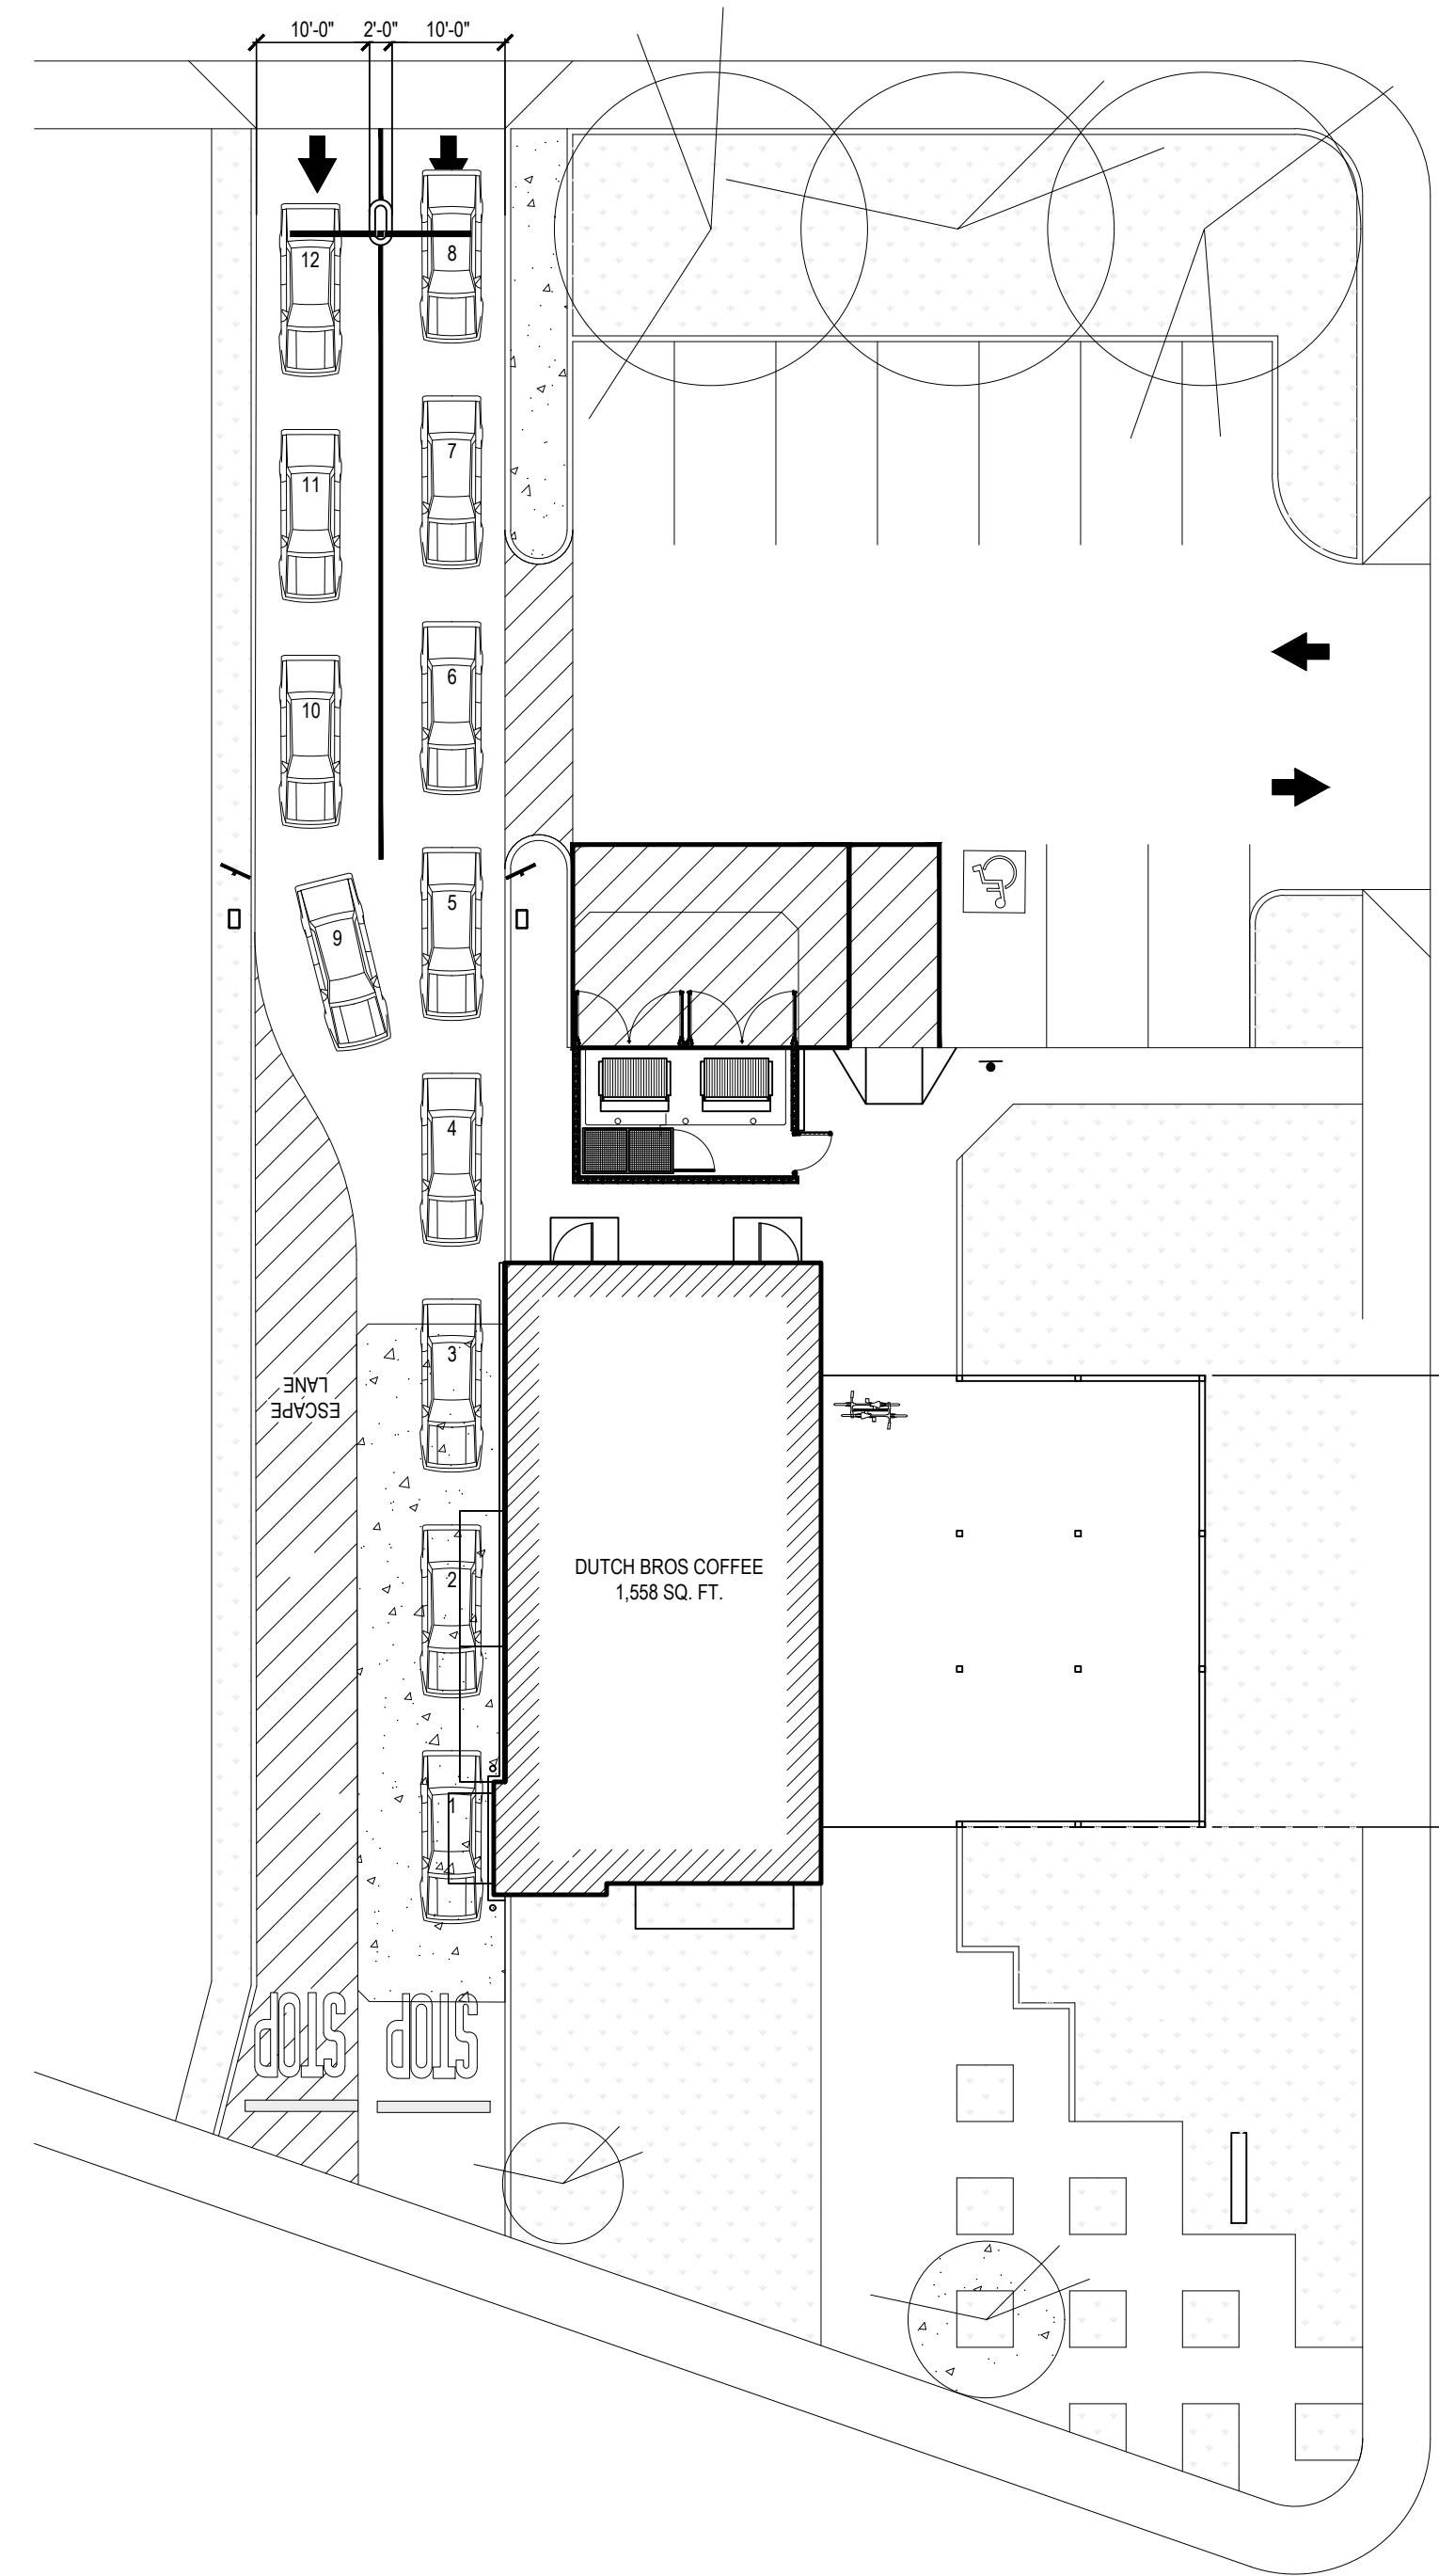 10'-0" 2'-0" 10'-0"
12
8
11
7
10
6
9
5
4
3
ESCAPE
LANE
2
DUTCH BROS COFFEE
1,558 SQ. FT.
1
STOP STOP